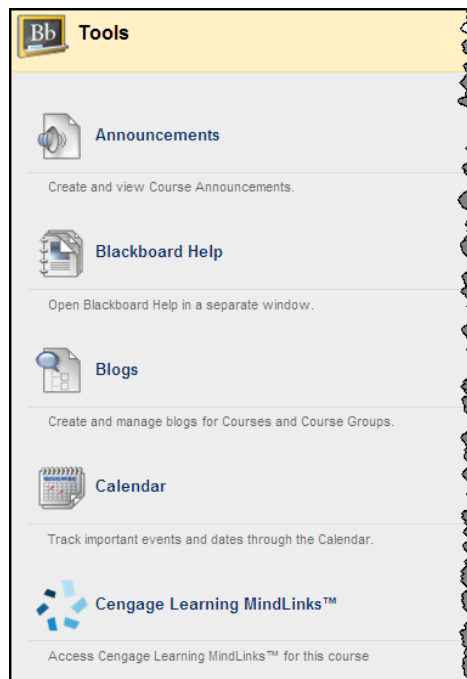 Bb Tools
Announcements
Create and view Course Announcements.
Blackboard Help
Open Blackboard Help in a separate window.
Blogs
Create and manage blogs for Courses and Course Groups.
Calendar
Track important events and dates through the Calendar.
Cengage Learning MindLinks™
Access Cengage Learning MindLinks™ for this course